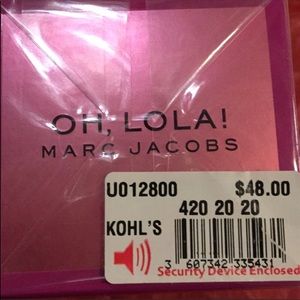 OH, LOLA!
MARC JACOBS
U012800 $48.00
420 20 20
KOHL'S
3 607342 335431
Security Device Enclosed